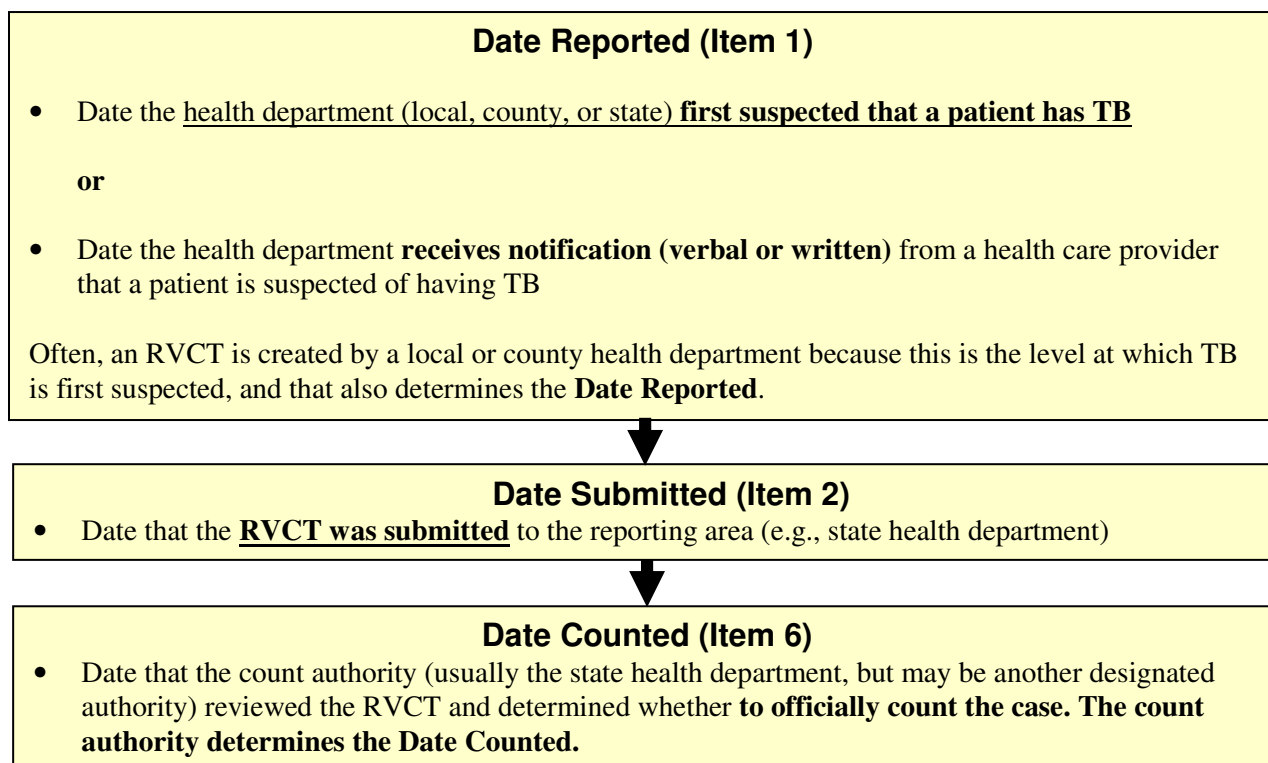 Date Reported (Item 1)
• Date the health department (local, county, or state) first suspected that a patient has TB
or
• Date the health department receives notification (verbal or written) from a health care provider
that a patient is suspected of having TB
Often, an RVCT is created by a local or county health department because this is the level at which TB
is first suspected, and that also determines the Date Reported.
Date Submitted (Item 2)
• Date that the RVCT was submitted to the reporting area (e.g., state health department)
Date Counted (Item 6)
• Date that the count authority (usually the state health department, but may be another designated
authority) reviewed the RVCT and determined whether to officially count the case. The count
authority determines the Date Counted.